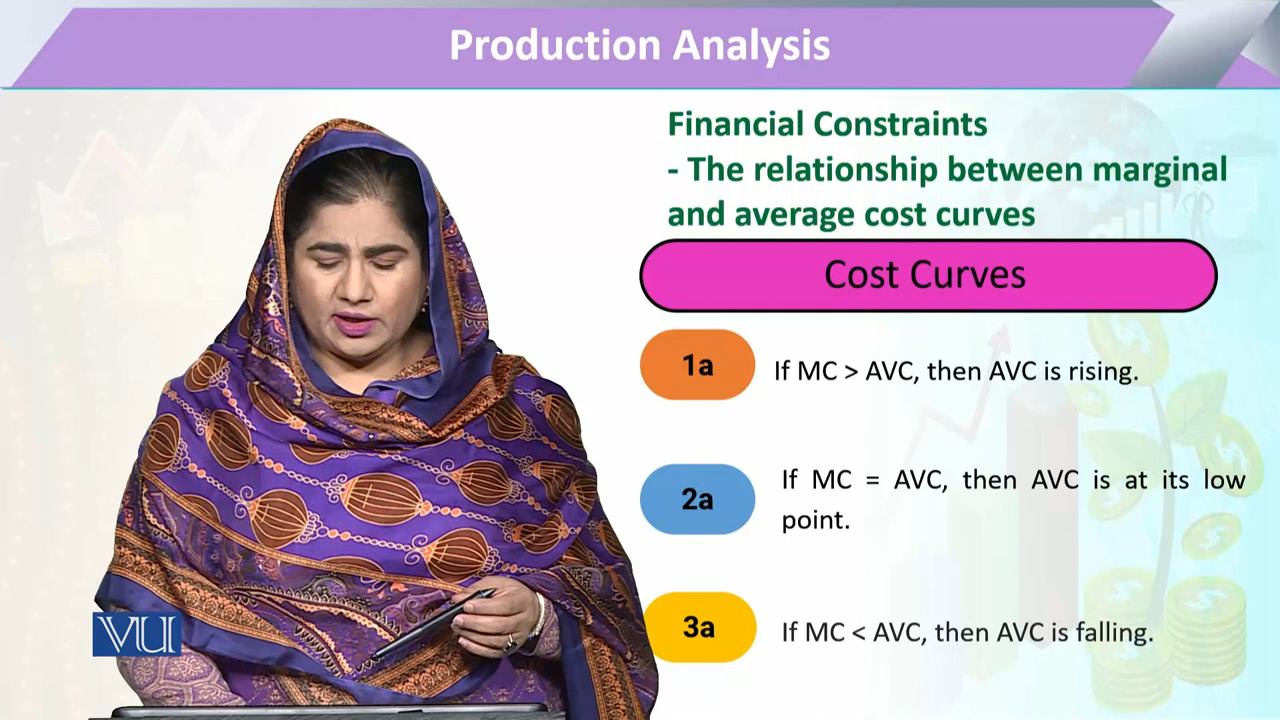 Production Analysis
Financial Constraints
- The relationship between marginal
and average cost curves
Cost Curves
1a
If MC > AVC, then AVC is rising.
2a
If MC = AVC, then AVC is at its low
point.
3a
If MC < AVC, then AVC is falling.
VU